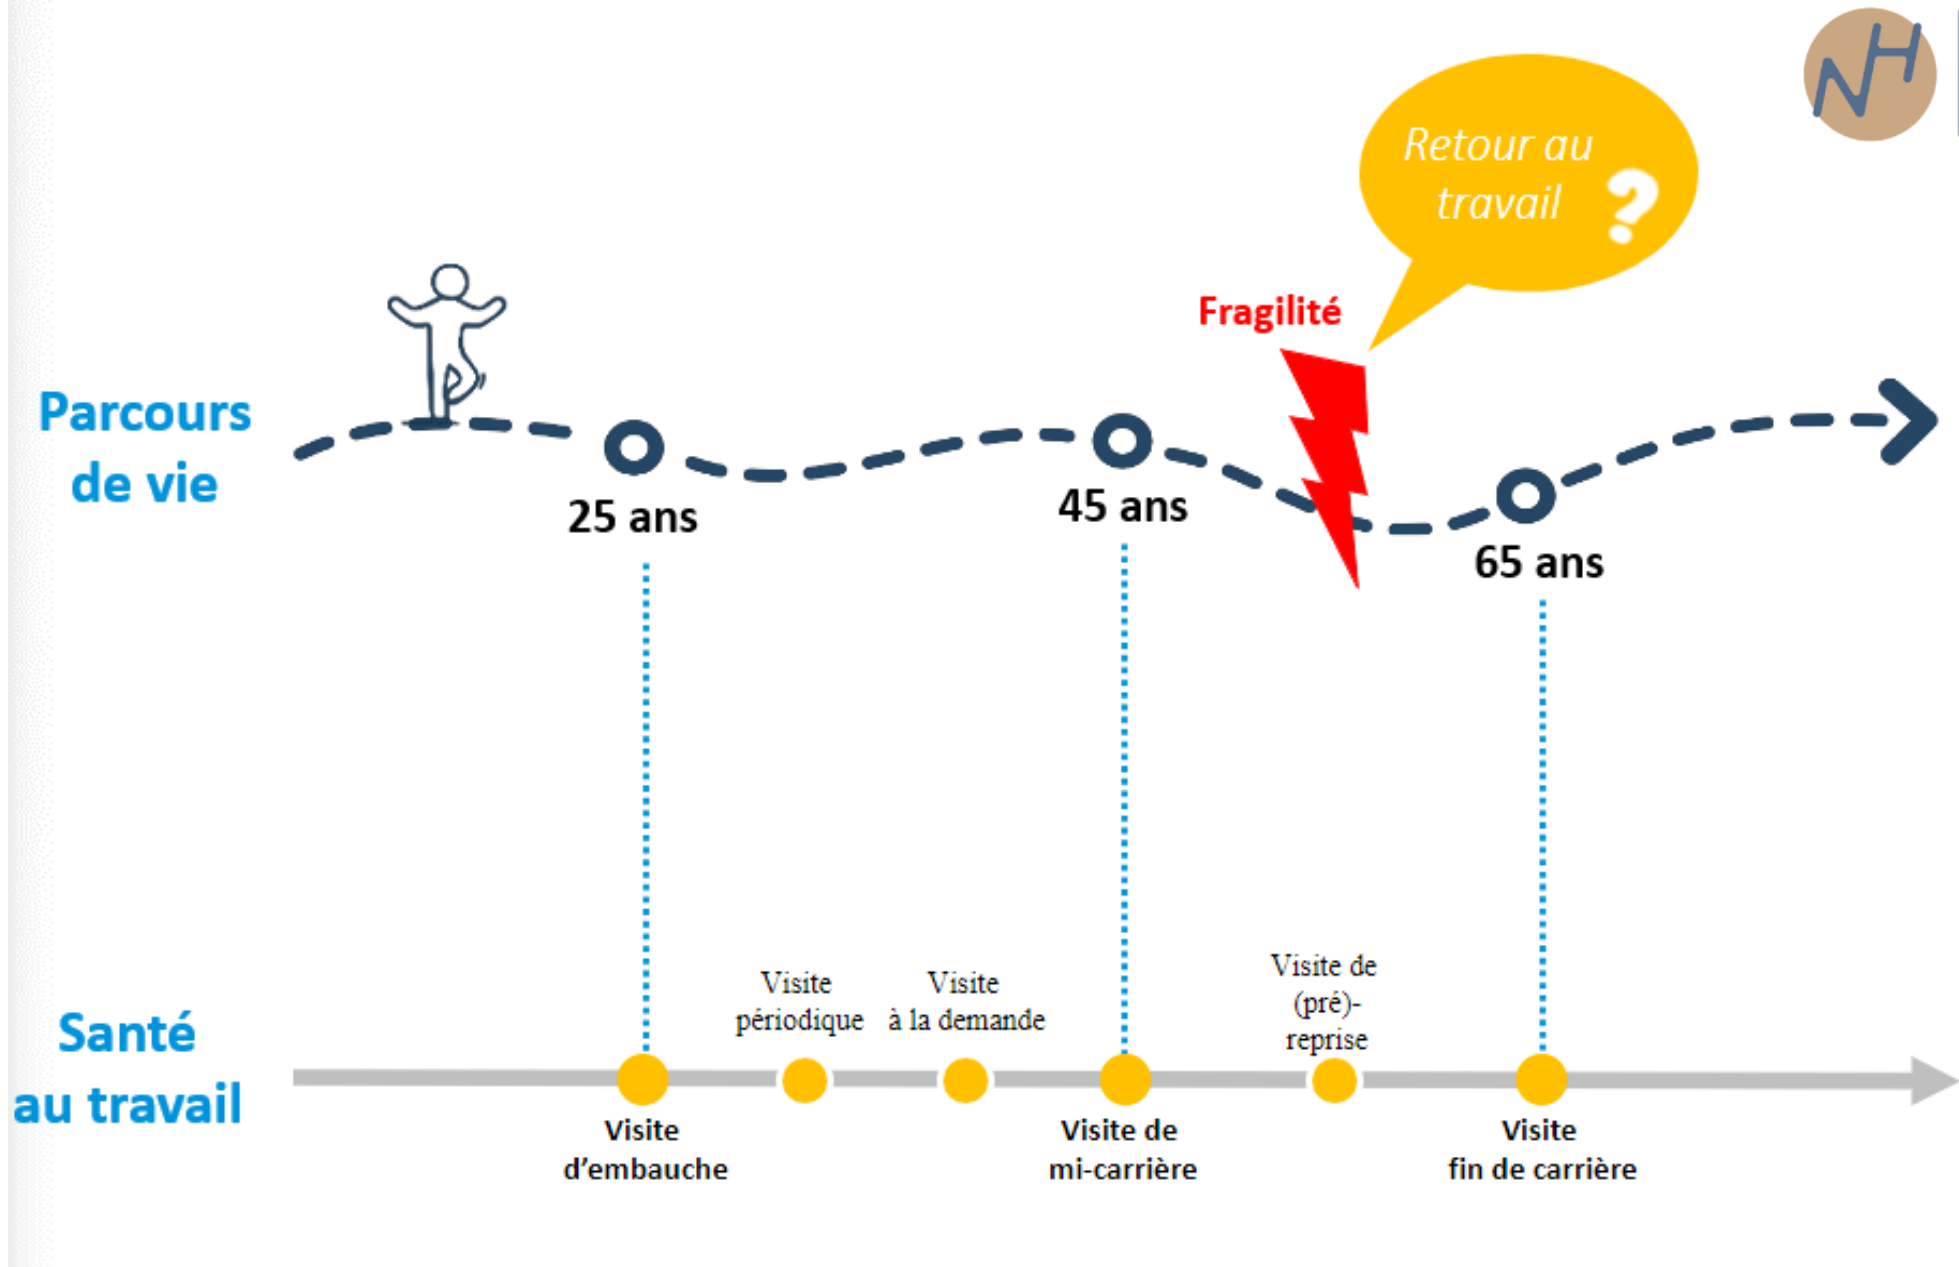 NH
Retour au
travail ?
Fragilité
Parcours
de vie
25 ans
45 ans
65 ans
Santé
au travail
Visite
périodique
Visite
à la demande
Visite de
(pré)-
reprise
Visite
d’embauche
Visite de
mi-carrière
Visite
fin de carrière